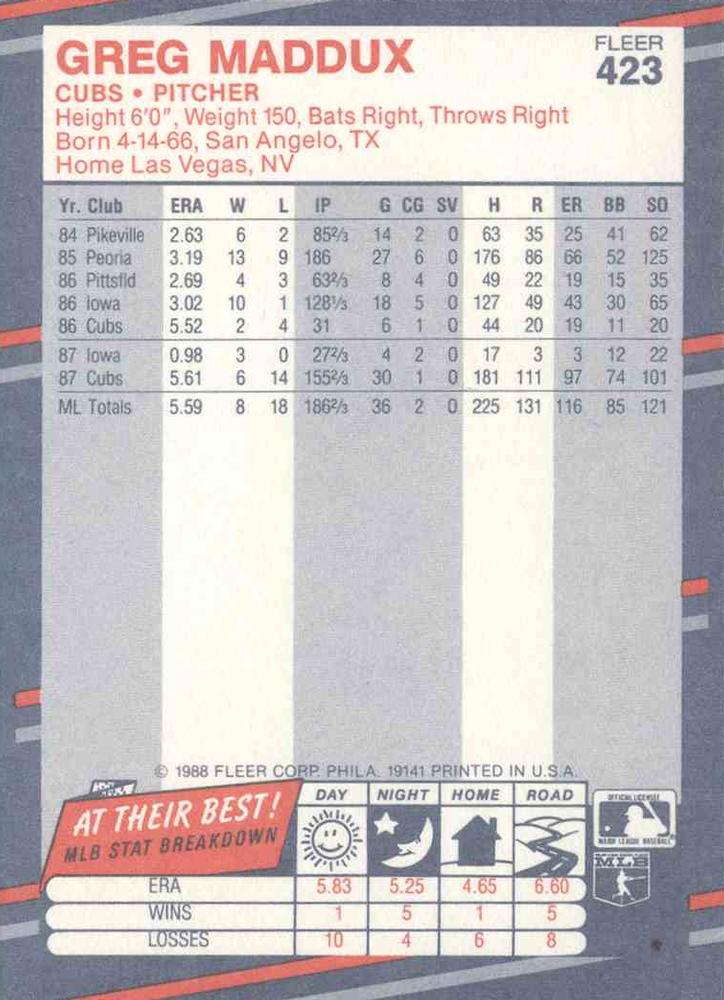 GREG MADDUX
FLEER
423
CUBS • PITCHER
Height 6'0", Weight 150, Bats Right, Throws Right
Born 4-14-66, San Angelo, TX
Home Las Vegas, NV
Yr. Club ERA W L IP G CG SV H R ER BB SO
84 Pikeville 2.63 6 2 85⅔ 14 2 0 63 35 25 41 62
85 Peoria 3.19 13 9 186 27 6 0 176 86 66 52 125
86 Pittsfld 2.69 4 3 63⅔ 8 4 0 49 22 19 15 35
86 Iowa 3.02 10 1 128⅓ 18 5 0 127 49 43 30 65
86 Cubs 5.52 2 4 31 6 1 0 44 20 19 11 20
87 Iowa 0.98 3 0 27⅔ 4 2 0 17 3 3 12 22
87 Cubs 5.61 6 14 155⅔ 30 1 0 181 111 97 74 101
ML Totals 5.59 8 18 186⅔ 36 2 0 225 131 116 85 121
© 1988 FLEER CORP. PHILA. 19141 PRINTED IN U.S.A.
AT THEIR BEST!
MLB STAT BREAKDOWN
DAY NIGHT HOME ROAD
ERA 5.83 5.25 4.65 6.60
WINS 1 5 1 5
LOSSES 10 4 6 8
OFFICIAL LICENSEE
MAJOR LEAGUE BASEBALL
MLB